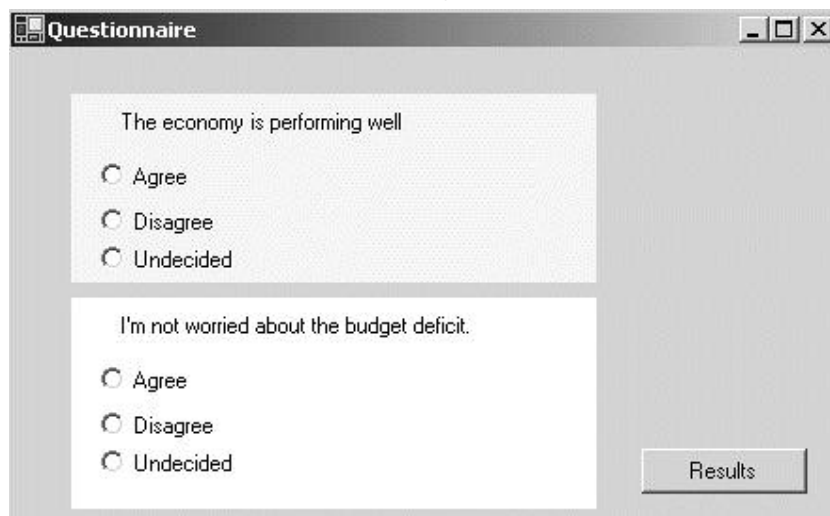 Questionnaire
The economy is performing well
Agree
Disagree
Undecided
I'm not worried about the budget deficit.
Agree
Disagree
Undecided
Results